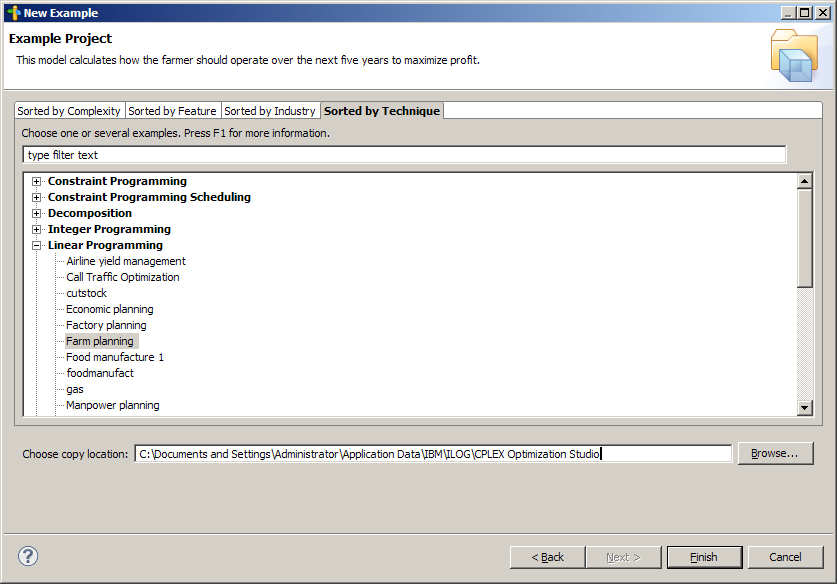 New Example
Example Project
This model calculates how the farmer should operate over the next five years to maximize profit.
Sorted by Complexity Sorted by Feature Sorted by Industry Sorted by Technique
Choose one or several examples. Press F1 for more information.
type filter text
Constraint Programming
Constraint Programming Scheduling
Decomposition
Integer Programming
Linear Programming
Airline yield management
Call Traffic Optimization
cutstock
Economic planning
Factory planning
Farm planning
Food manufacture 1
foodmanufact
gas
Manpower planning
Choose copy location: C:\Documents and Settings\Administrator\Application Data\IBM\ILOG\CPLEX Optimization Studio Browse...
? < Back Next > Finish Cancel